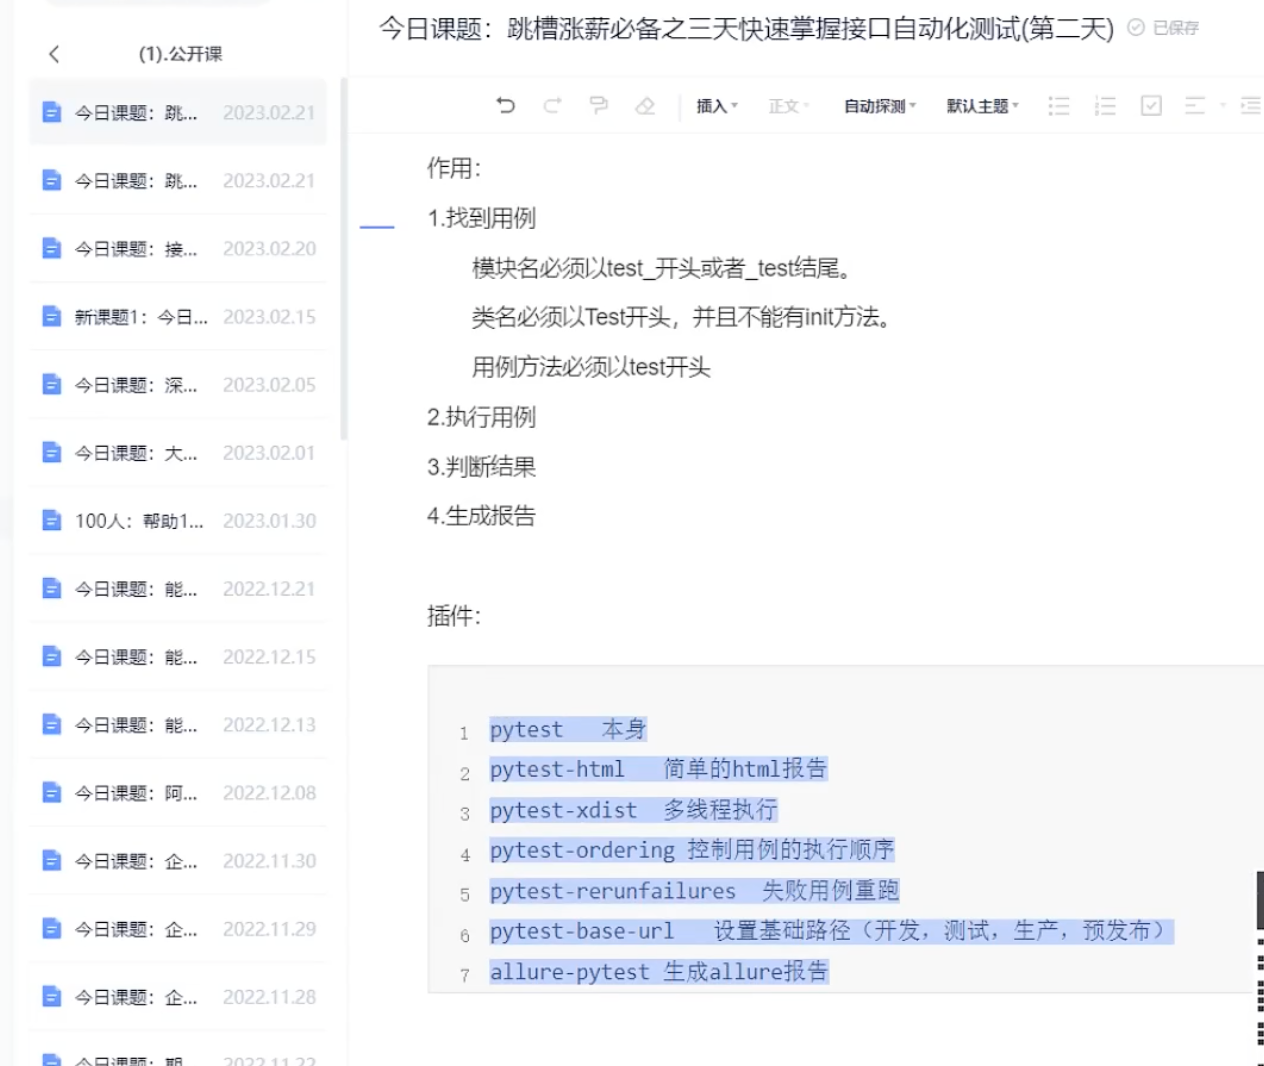 (1).公开课
今日课题：跳... 2023.02.21
今日课题：跳... 2023.02.21
今日课题：接... 2023.02.20
新课题1：今日... 2023.02.15
今日课题：深... 2023.02.05
今日课题：大... 2023.02.01
100人：帮助1... 2023.01.30
今日课题：能... 2022.12.21
今日课题：能... 2022.12.15
今日课题：能... 2022.12.13
今日课题：阿... 2022.12.08
今日课题：企... 2022.11.30
今日课题：企... 2022.11.29
今日课题：企... 2022.11.28
今日课题：期... 2022.11.22
今日课题：跳槽涨薪必备之三天快速掌握接口自动化测试(第二天) 已保存
插入 正文 自动探测 默认主题
作用：
1.找到用例
模块名必须以test_开头或者_test结尾。
类名必须以Test开头，并且不能有init方法。
用例方法必须以test开头
2.执行用例
3.判断结果
4.生成报告
插件：
1 pytest 本身
2 pytest-html 简单的html报告
3 pytest-xdist 多线程执行
4 pytest-ordering 控制用例的执行顺序
5 pytest-rerunfailures 失败用例重跑
6 pytest-base-url 设置基础路径（开发，测试，生产，预发布）
7 allure-pytest 生成allure报告